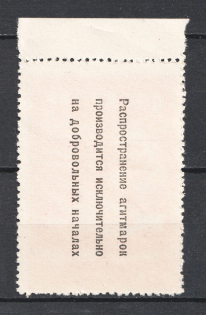 Распространение агитмарок
производится исключительно
на добровольных началах